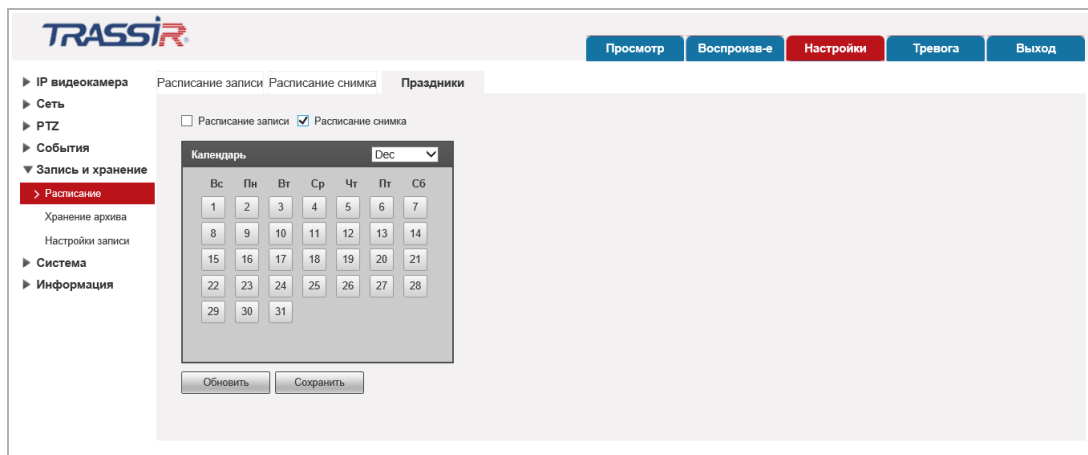 TRASSIR
Просмотр Воспроизв-е Настройки Тревога Выход
IP видеокамера
Сеть
PTZ
События
Запись и хранение
Расписание
Хранение архива
Настройки записи
Система
Информация
Расписание записи Расписание снимка Праздники
Расписание записи Расписание снимка
Календарь Dec
Вс Пн Вт Ср Чт Пт Сб
1 2 3 4 5 6 7
8 9 10 11 12 13 14
15 16 17 18 19 20 21
22 23 24 25 26 27 28
29 30 31
Обновить Сохранить